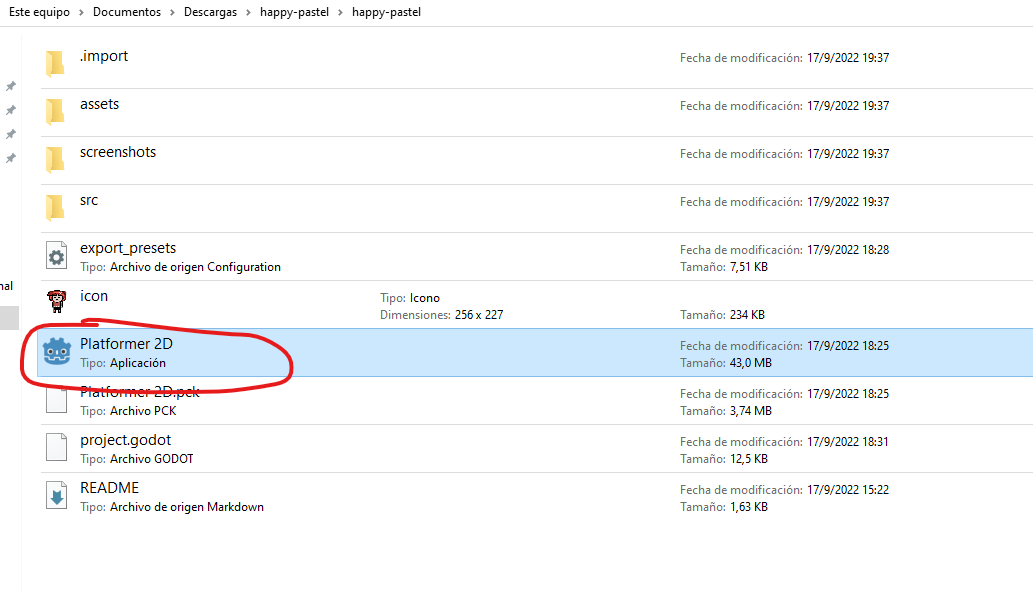 Este equipo > Documentos > Descargas > happy-pastel > happy-pastel
.import Fecha de modificación: 17/9/2022 19:37
assets Fecha de modificación: 17/9/2022 19:37
screenshots Fecha de modificación: 17/9/2022 19:37
src Fecha de modificación: 17/9/2022 19:37
export_presets Fecha de modificación: 17/9/2022 18:28
Tipo: Archivo de origen Configuration Tamaño: 7,51 KB
nal
icon Tipo: Icono
Dimensiones: 256 x 227 Tamaño: 234 KB
Platformer 2D Fecha de modificación: 17/9/2022 18:25
Tipo: Aplicación Tamaño: 43,0 MB
Platformer 2D.pck Fecha de modificación: 17/9/2022 18:25
Tipo: Archivo PCK Tamaño: 3,74 MB
project.godot Fecha de modificación: 17/9/2022 18:31
Tipo: Archivo GODOT Tamaño: 12,5 KB
README Fecha de modificación: 17/9/2022 15:22
Tipo: Archivo de origen Markdown Tamaño: 1,63 KB